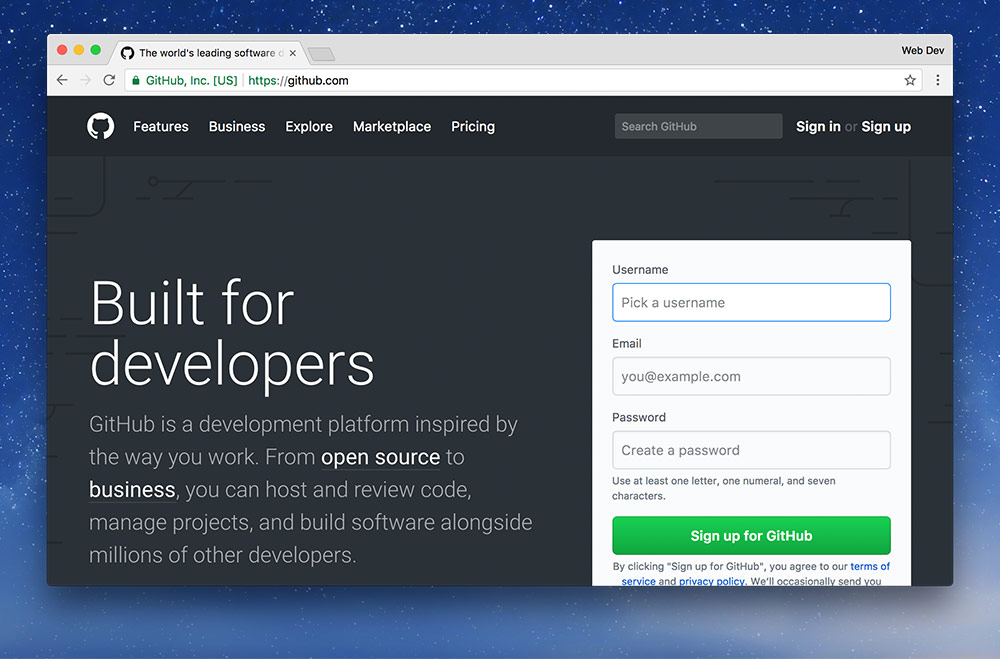 The world's leading software d
Web Dev
GitHub, Inc. [US] https://github.com
Features Business Explore Marketplace Pricing Search GitHub Sign in or Sign up
Built for
developers
GitHub is a development platform inspired by
the way you work. From open source to
business, you can host and review code,
manage projects, and build software alongside
millions of other developers.
Username
Pick a username
Email
you@example.com
Password
Create a password
Use at least one letter, one numeral, and seven
characters.
Sign up for GitHub
By clicking "Sign up for GitHub", you agree to our terms of
service and privacy policy. We’ll occasionally send you